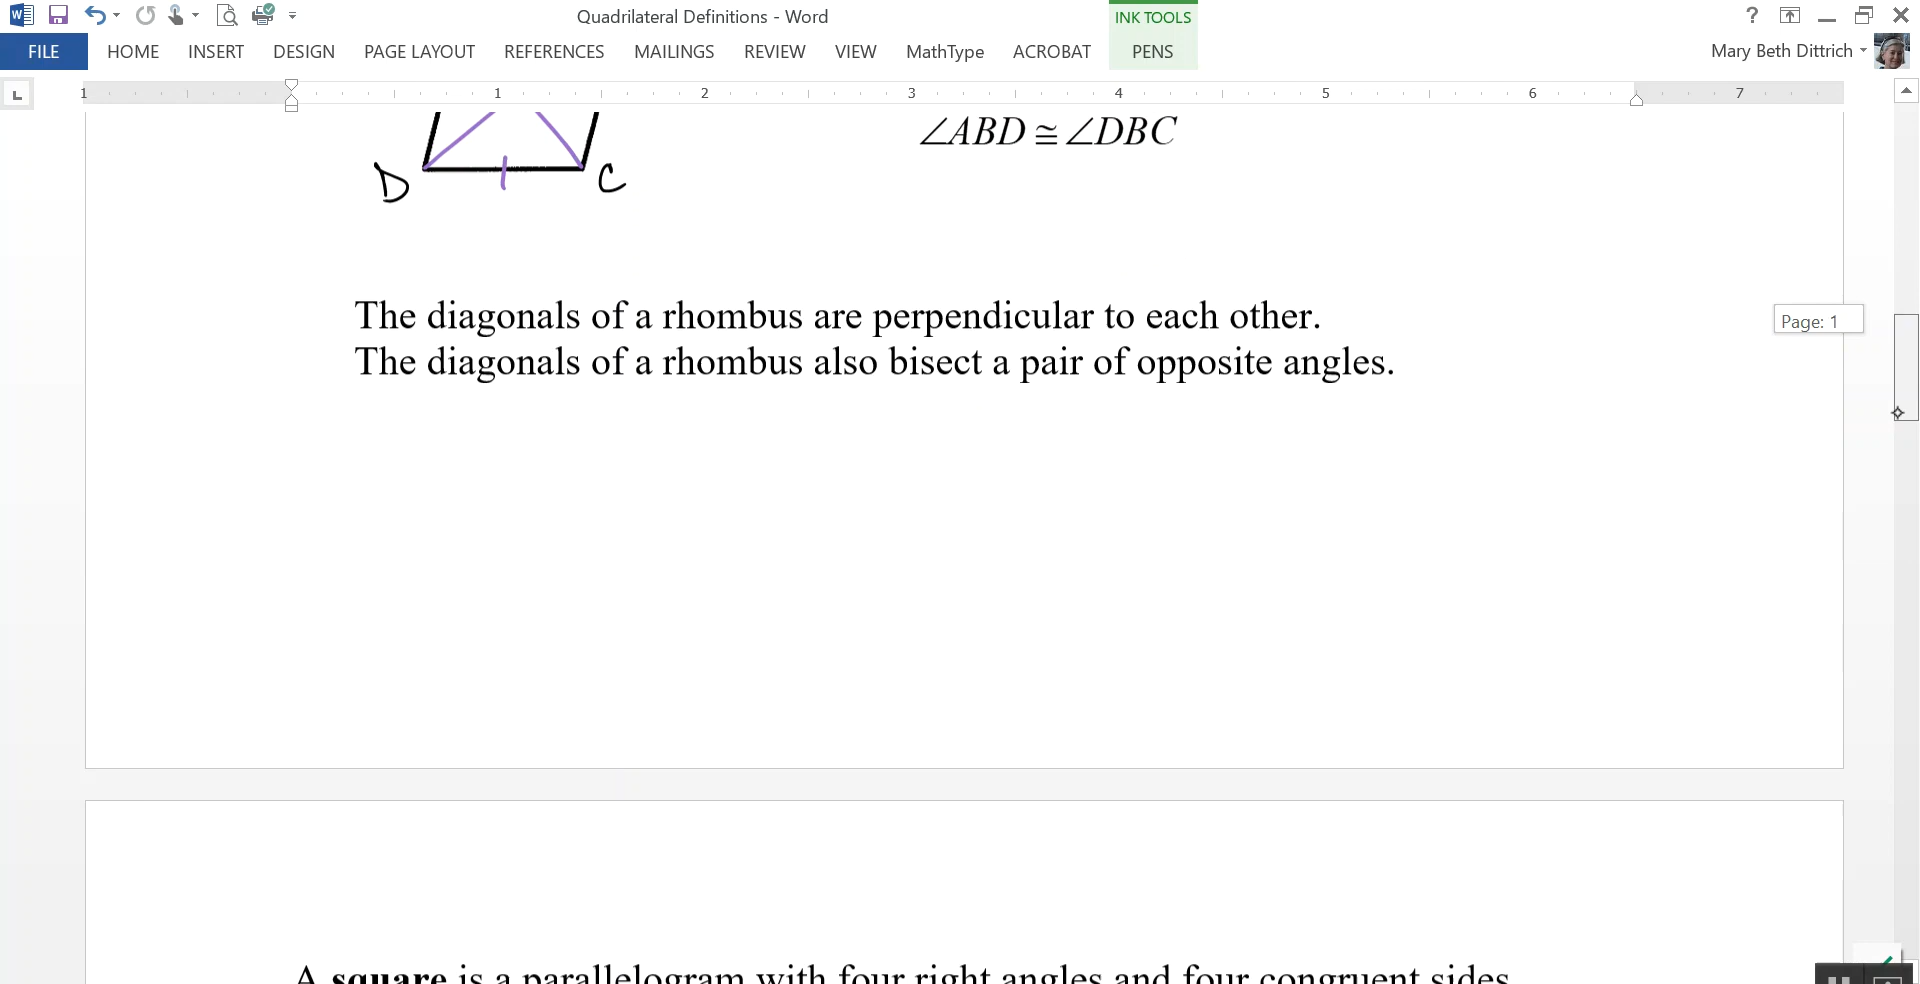 Quadrilateral Definitions - Word
INK TOOLS
FILE HOME INSERT DESIGN PAGE LAYOUT REFERENCES MAILINGS REVIEW VIEW MathType ACROBAT PENS
Mary Beth Dittrich
1 1 2 3 4 5 6 7
∠ABD ≅ ∠DBC
D C
The diagonals of a rhombus are perpendicular to each other.
Page: 1
The diagonals of a rhombus also bisect a pair of opposite angles.
A square is a parallelogram with four right angles and four congruent sides